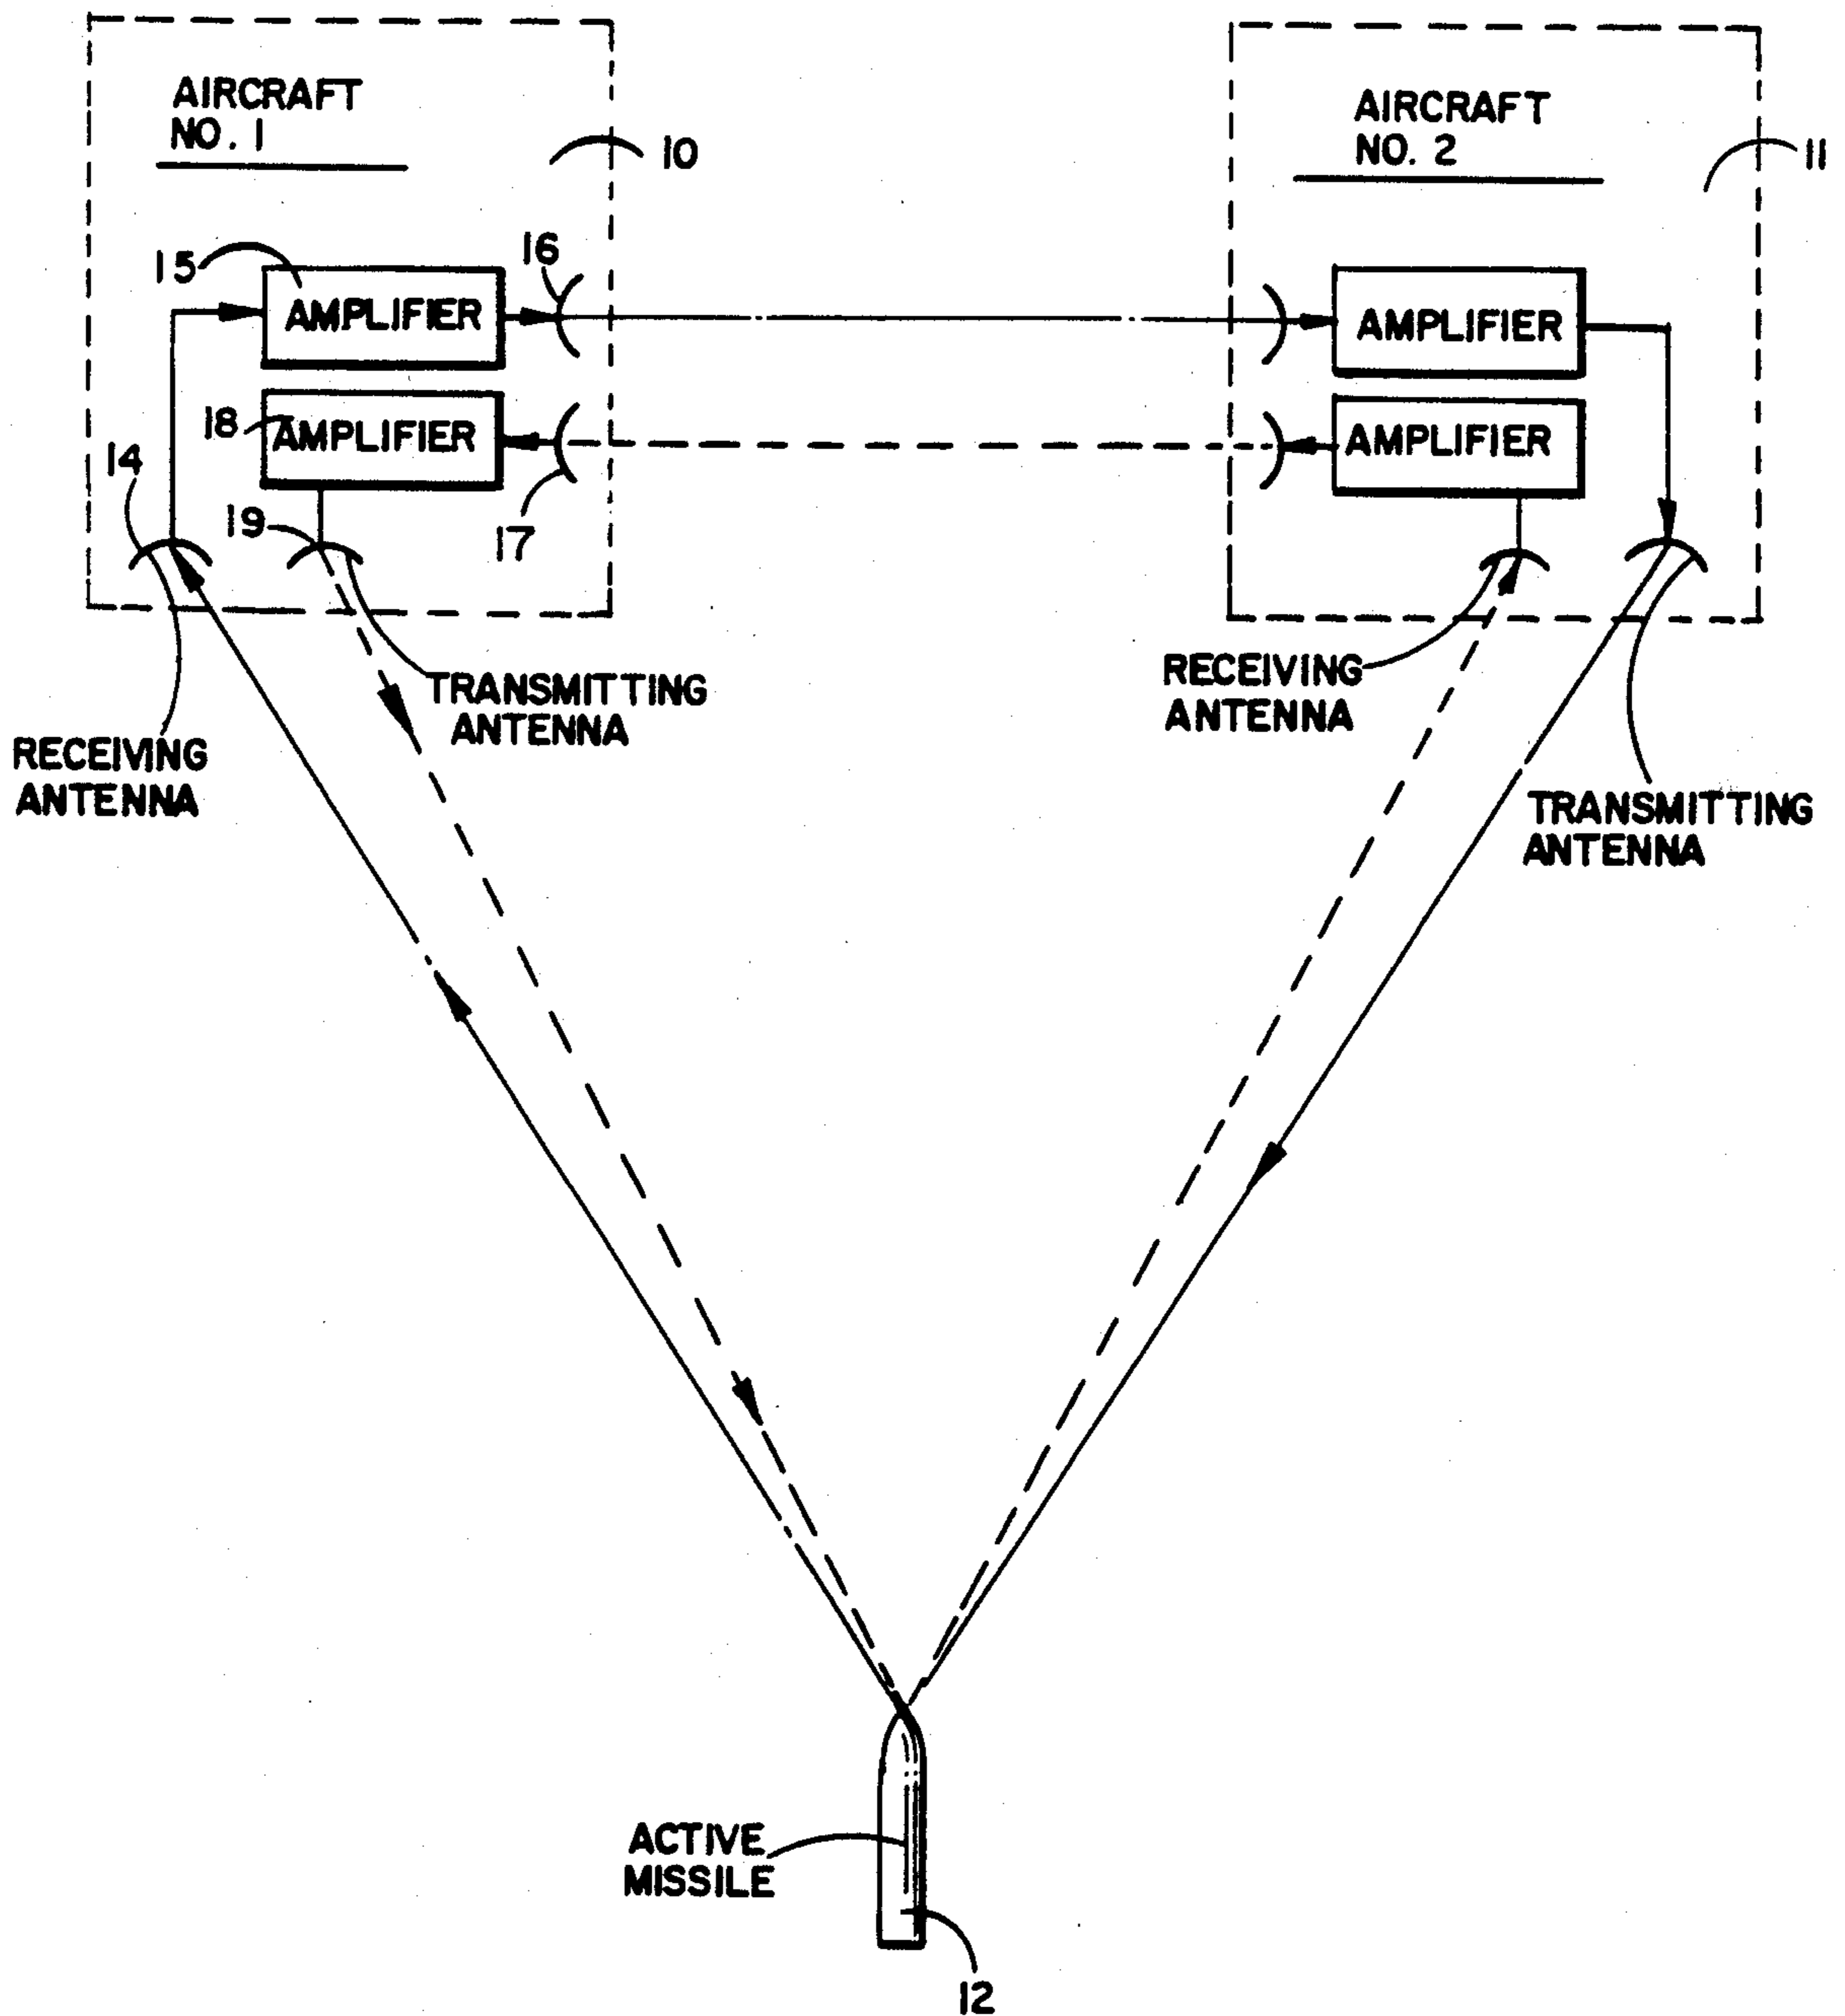 AIRCRAFT
NO. 1
10
AIRCRAFT
NO. 2
11
15
AMPLIFIER
16
AMPLIFIER
18
AMPLIFIER
AMPLIFIER
14
19
17
TRANSMITTING
ANTENNA
RECEIVING
ANTENNA
RECEIVING
ANTENNA
TRANSMITTING
ANTENNA
ACTIVE
MISSILE
12